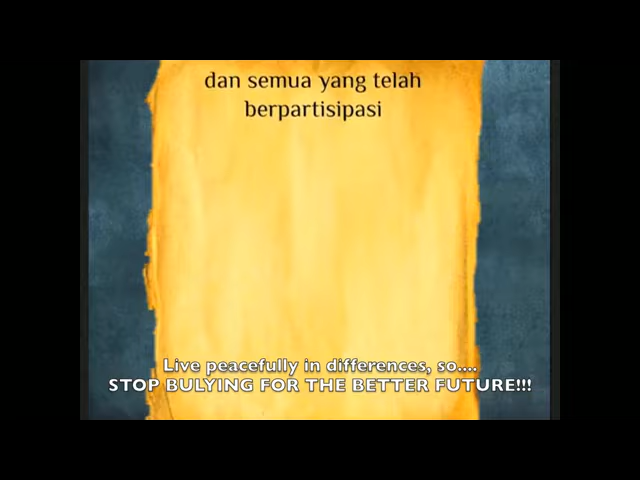 dan semua yang telah
berpartisipasi
Live peacefully in differences, so....
STOP BULYING FOR THE BETTER FUTURE!!!